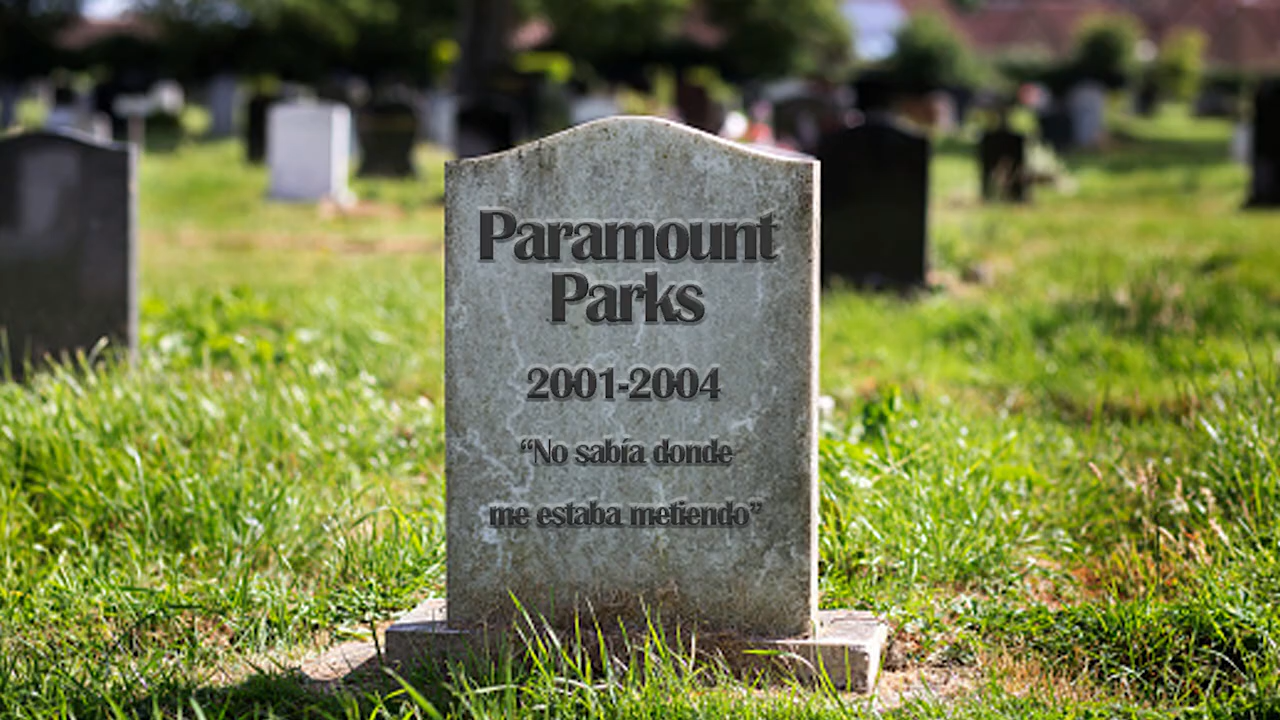 Paramount
Parks
2001-2004
“No sabía donde
me estaba metiendo”